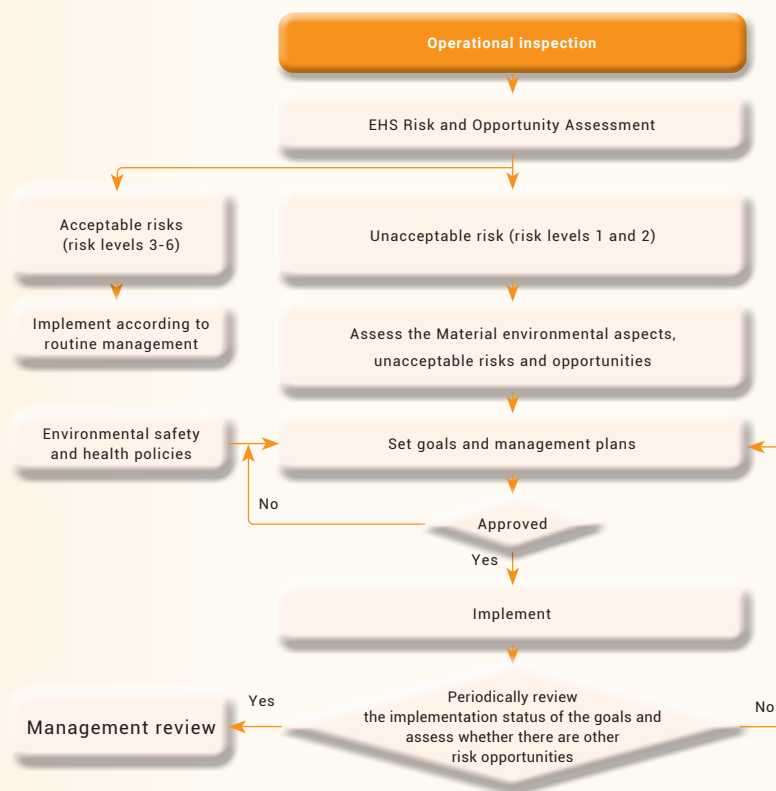 Operational inspection
EHS Risk and Opportunity Assessment
Acceptable risks
(risk levels 3-6)
Unacceptable risk (risk levels 1 and 2)
Implement according to
routine management
Assess the Material environmental aspects,
unacceptable risks and opportunities
Environmental safety
and health policies
Set goals and management plans
No
Approved
Yes
Implement
Yes
Periodically review
the implementation status of the goals and
assess whether there are other
risk opportunities
No
Management review